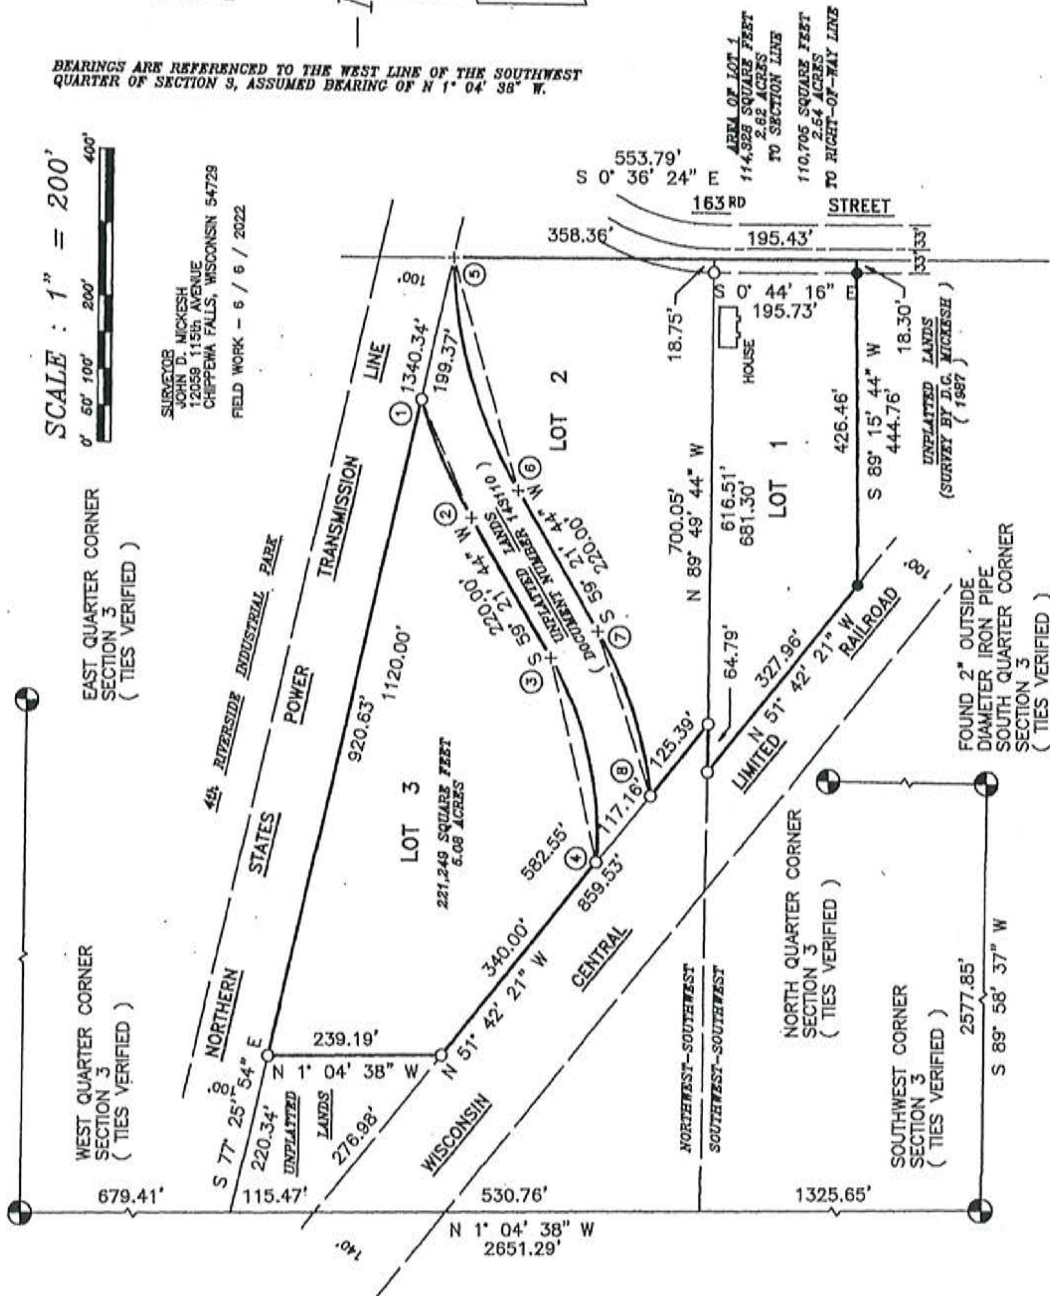 BEARINGS ARE REFERENCED TO THE WEST LINE OF THE SOUTHWEST
QUARTER OF SECTION 3, ASSUMED BEARING OF N 1° 04' 38" W.
SCALE : 1" = 200'
0' 50' 100' 200' 400'
SURVEYOR
JOHN D. MICKESH
12059 115th AVENUE
CHIPPEWA FALLS, WISCONSIN 54729
FIELD WORK - 6 / 6 / 2022
EAST QUARTER CORNER
SECTION 3
( TIES VERIFIED )
WEST QUARTER CORNER
SECTION 3
( TIES VERIFIED )
4th RIVERSIDE INDUSTRIAL PARK
NORTHERN
STATES
POWER
TRANSMISSION
LINE
100'
100'
1340.34'
199.37'
920.63'
1120.00'
S 77° 25' 54" E
220.34'
679.41'
115.47'
530.76'
1325.65'
N 1° 04' 38" W
2651.29'
140'
UNPLATTED
LANDS
239.19'
N 1° 04' 38" W
276.98'
LOT 3
221,249 SQUARE FEET
5.08 ACRES
1
2
3
4
5
6
7
8
220.00'
S 59° 21' 44" W
UNPLATTED LANDS
( DOCUMENT NUMBER 143110 )
220.00'
S 59° 21' 44" W
LOT 2
582.55'
859.53'
340.00'
N 51° 42' 21" W
117.16'
125.39'
WISCONSIN
CENTRAL
LIMITED
RAILROAD
100'
N 51° 42' 21" W
327.96'
64.79'
700.05'
N 89° 49' 44" W
616.51'
681.30'
LOT 1
HOUSE
553.79'
S 0° 36' 24" E
358.36'
163RD
STREET
195.43'
33'
33'
18.75'
S 0° 44' 16" E
195.73'
18.30'
426.46'
S 89° 15' 44" W
444.76'
AREA OF LOT 1
114,328 SQUARE FEET
2.62 ACRES
TO SECTION LINE
110,705 SQUARE FEET
2.54 ACRES
TO RIGHT-OF-WAY LINE
UNPLATTED LANDS
(SURVEY BY D.G. MICKESH )
( 1987 )
FOUND 2" OUTSIDE
DIAMETER IRON PIPE
SOUTH QUARTER CORNER
SECTION 3
( TIES VERIFIED )
NORTH QUARTER CORNER
SECTION 3
( TIES VERIFIED )
NORTHWEST-SOUTHWEST
SOUTHWEST-SOUTHWEST
SOUTHWEST CORNER
SECTION 3
( TIES VERIFIED )
2577.85'
S 89° 58' 37" W